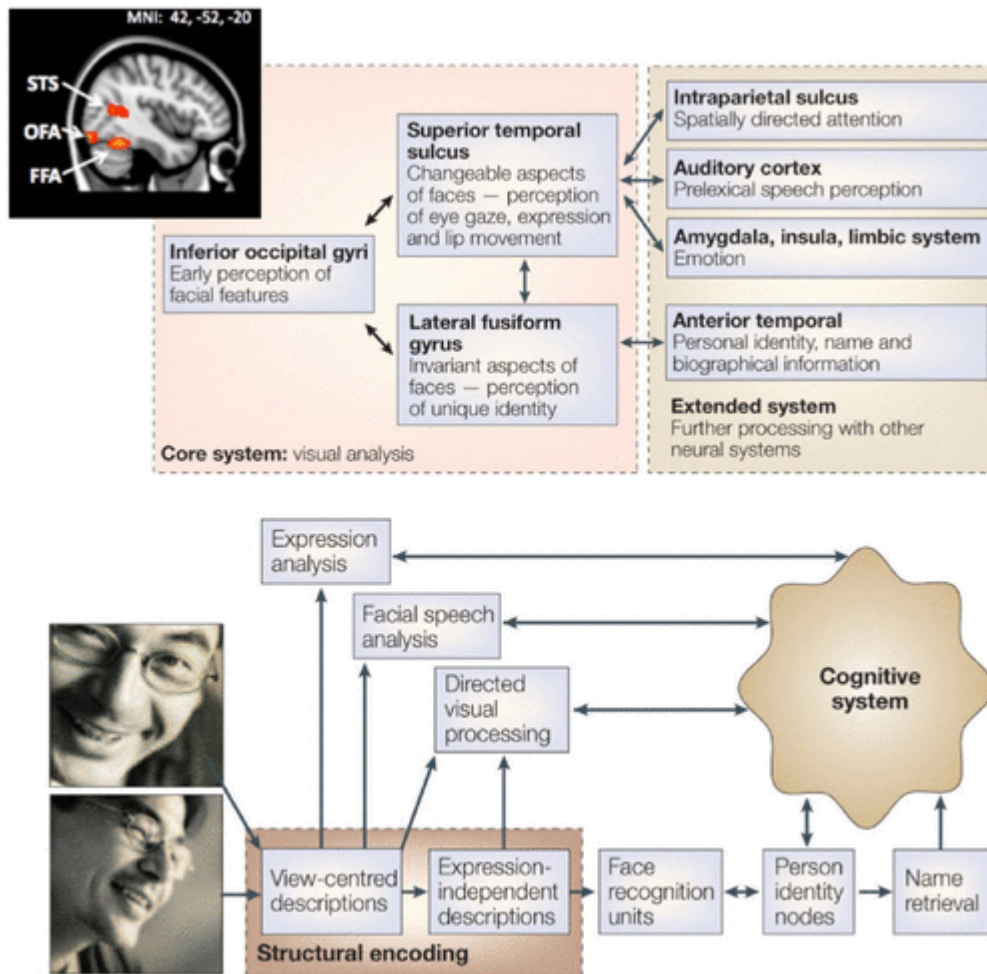 MNI: 42, -52, -20
STS
OFA
FFA
Inferior occipital gyri
Early perception of
facial features
Superior temporal
sulcus
Changeable aspects
of faces — perception
of eye gaze, expression
and lip movement
Lateral fusiform
gyrus
Invariant aspects of
faces — perception
of unique identity
Core system: visual analysis
Intraparietal sulcus
Spatially directed attention
Auditory cortex
Prelexical speech perception
Amygdala, insula, limbic system
Emotion
Anterior temporal
Personal identity, name and
biographical information
Extended system
Further processing with other
neural systems
Expression
analysis
Facial speech
analysis
Directed
visual
processing
Cognitive
system
View-centred
descriptions
Expression-
independent
descriptions
Face
recognition
units
Person
identity
nodes
Name
retrieval
Structural encoding